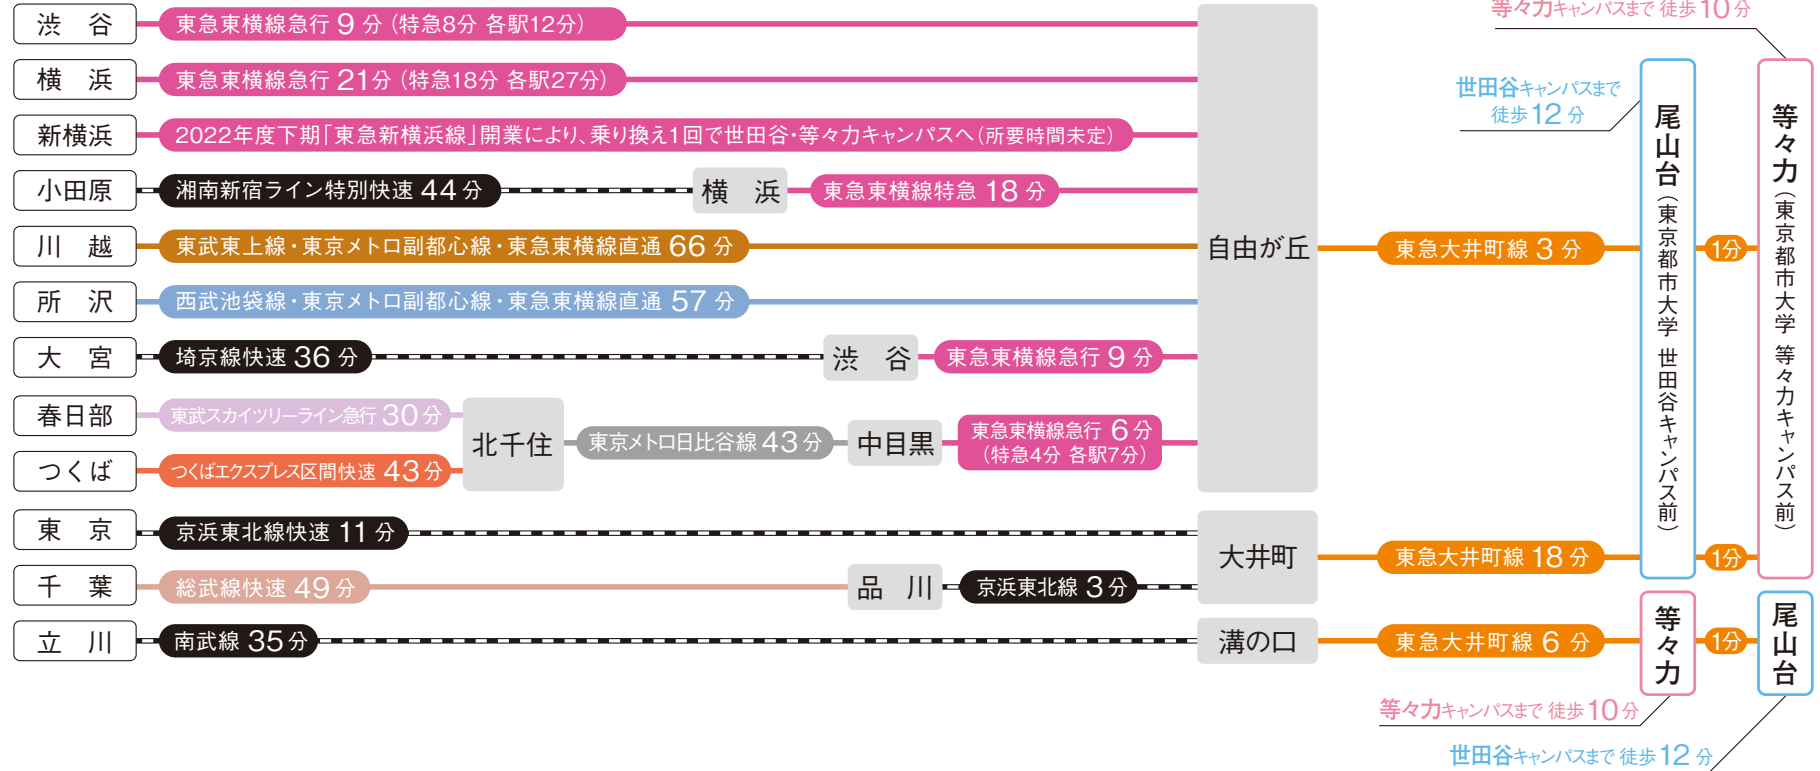 渋谷 東急東横線急行 9 分 (特急8分 各駅12分)
横浜 東急東横線急行 21分 (特急18分 各駅27分)
新横浜 2022年度下期「東急新横浜線」開業により、乗り換え1回で世田谷・等々力キャンパスへ(所要時間未定)
小田原 湘南新宿ライン特別快速 44 分 横浜 東急東横線特急 18 分
川越 東武東上線・東京メトロ副都心線・東急東横線直通 66 分
所沢 西武池袋線・東京メトロ副都心線・東急東横線直通 57 分
大宮 埼京線快速 36 分 渋谷 東急東横線急行 9 分
春日部 東武スカイツリーライン急行 30 分
つくば つくばエクスプレス区間快速 43 分
北千住 東京メトロ日比谷線 43 分 中目黒 東急東横線急行 6 分
(特急4分 各駅7分)
自由が丘 東急大井町線 3 分 1分
東京 京浜東北線快速 11 分
千葉 総武線快速 49 分 品川 京浜東北線 3 分
大井町 東急大井町線 18 分 1分
立川 南武線 35 分 溝の口 東急大井町線 6 分 等々力 1分 尾山台
等々力キャンパスまで 徒歩 10 分
世田谷キャンパスまで
徒歩 12 分
尾山台(東京都市大学 世田谷キャンパス前)
等々力(東京都市大学 等々力キャンパス前)
等々力キャンパスまで 徒歩 10 分
世田谷キャンパスまで 徒歩 12 分